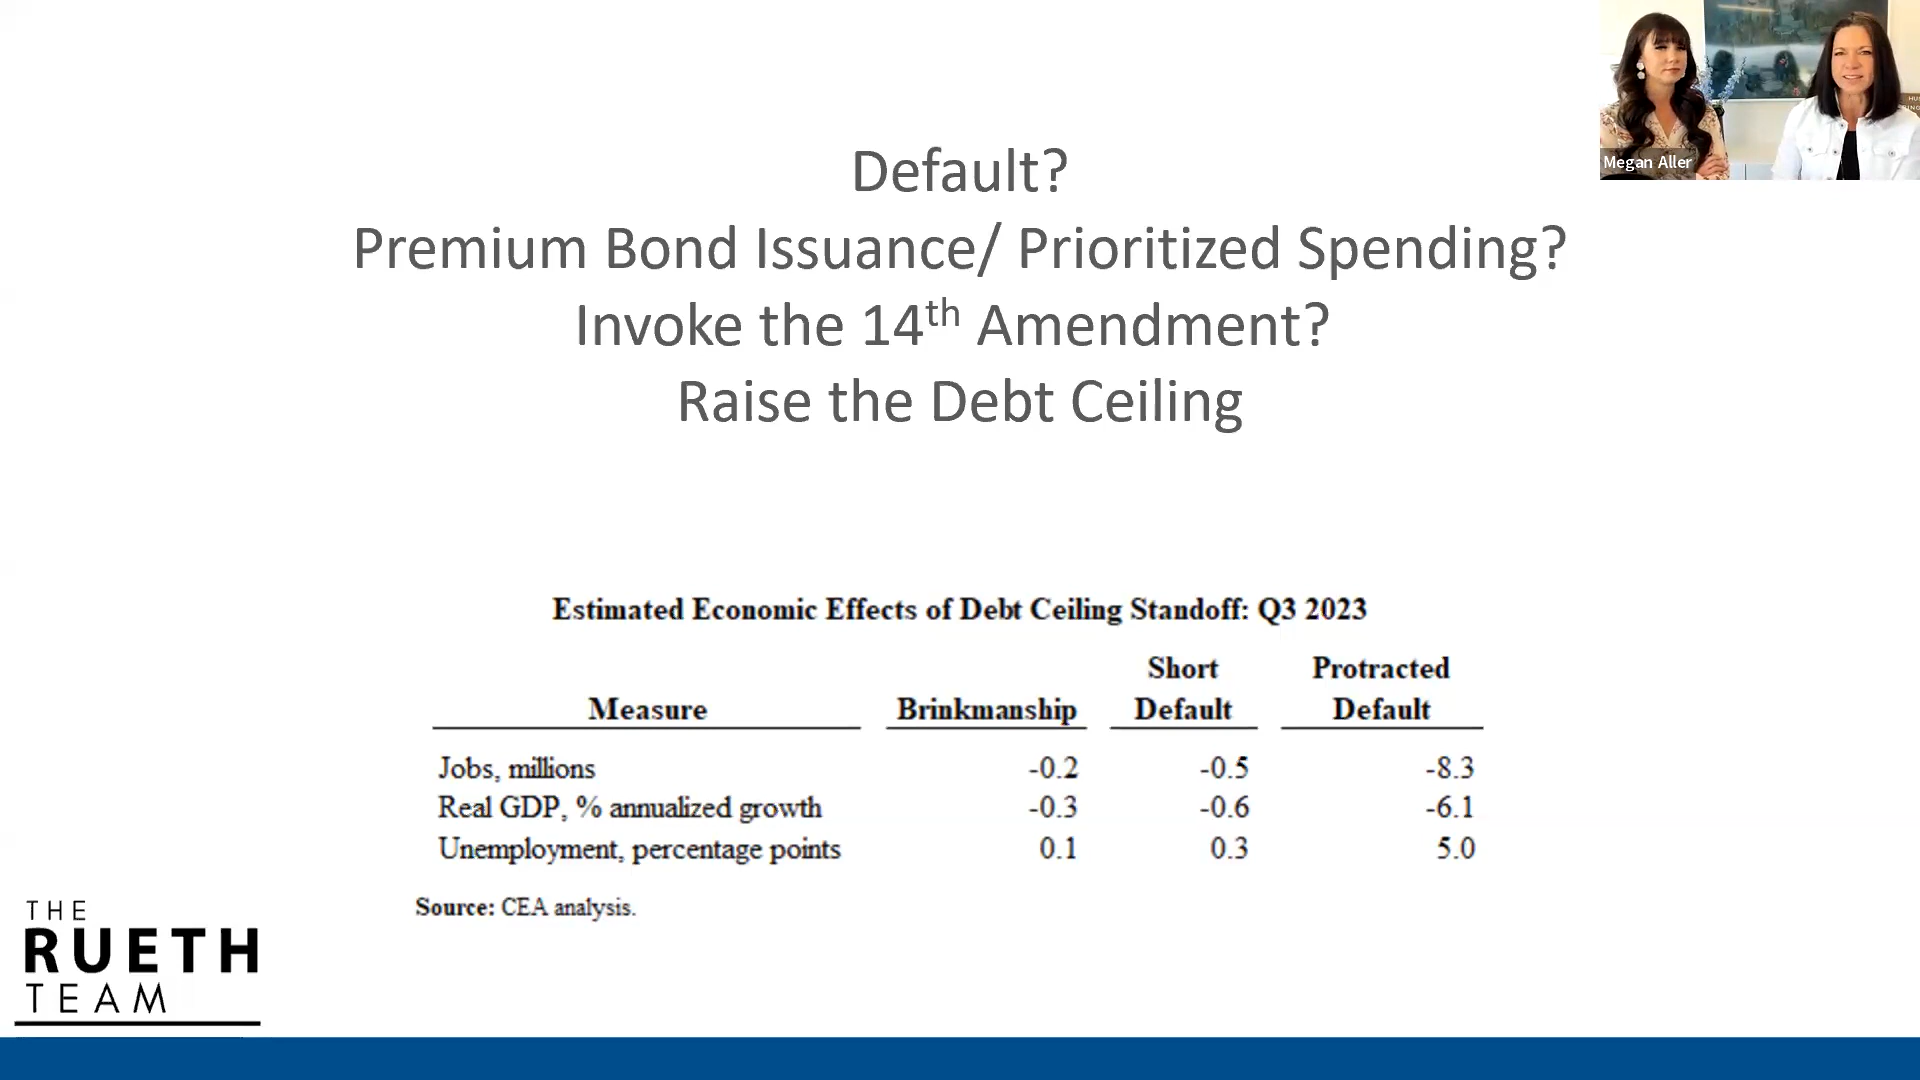 Default?
Premium Bond Issuance/ Prioritized Spending?
Invoke the 14th Amendment?
Raise the Debt Ceiling
Megan Aller
Estimated Economic Effects of Debt Ceiling Standoff: Q3 2023
Measure Brinkmanship Short Default Protracted Default
Jobs, millions -0.2 -0.5 -8.3
Real GDP, % annualized growth -0.3 -0.6 -6.1
Unemployment, percentage points 0.1 0.3 5.0
Source: CEA analysis.
THE
RUETH
TEAM